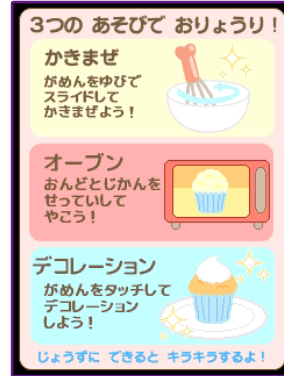 3つの あそびで おりょうり！
かきまぜ
がめんをゆびで
スライドして
かきまぜよう！
オーブン
おんどとじかんを
せっていして
やこう！
デコレーション
がめんをタッチして
デコレーション
しよう！
じょうずに できると キラキラするよ！